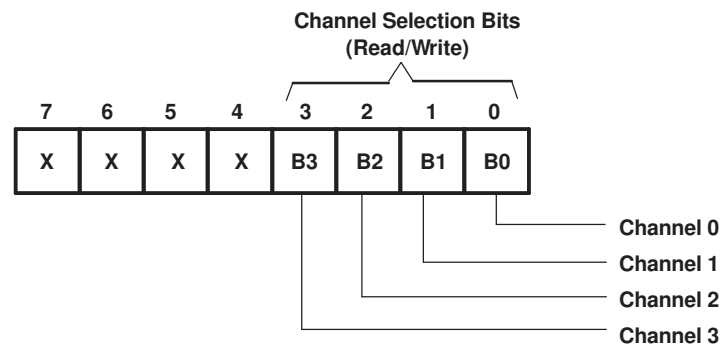 Channel Selection Bits
(Read/Write)
7 6 5 4 3 2 1 0
X X X X B3 B2 B1 B0
Channel 0
Channel 1
Channel 2
Channel 3